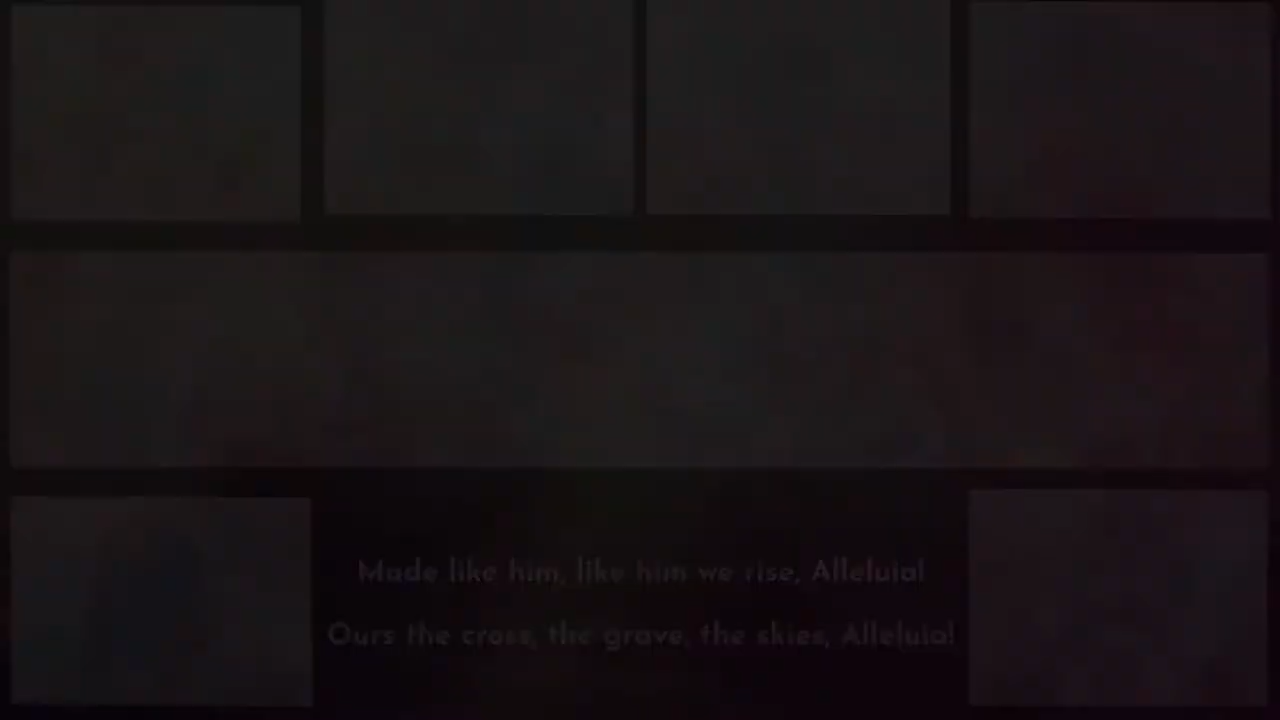 Made like him, like him we rise, Alleluia!
Ours the cross, the grave, the skies, Alleluia!